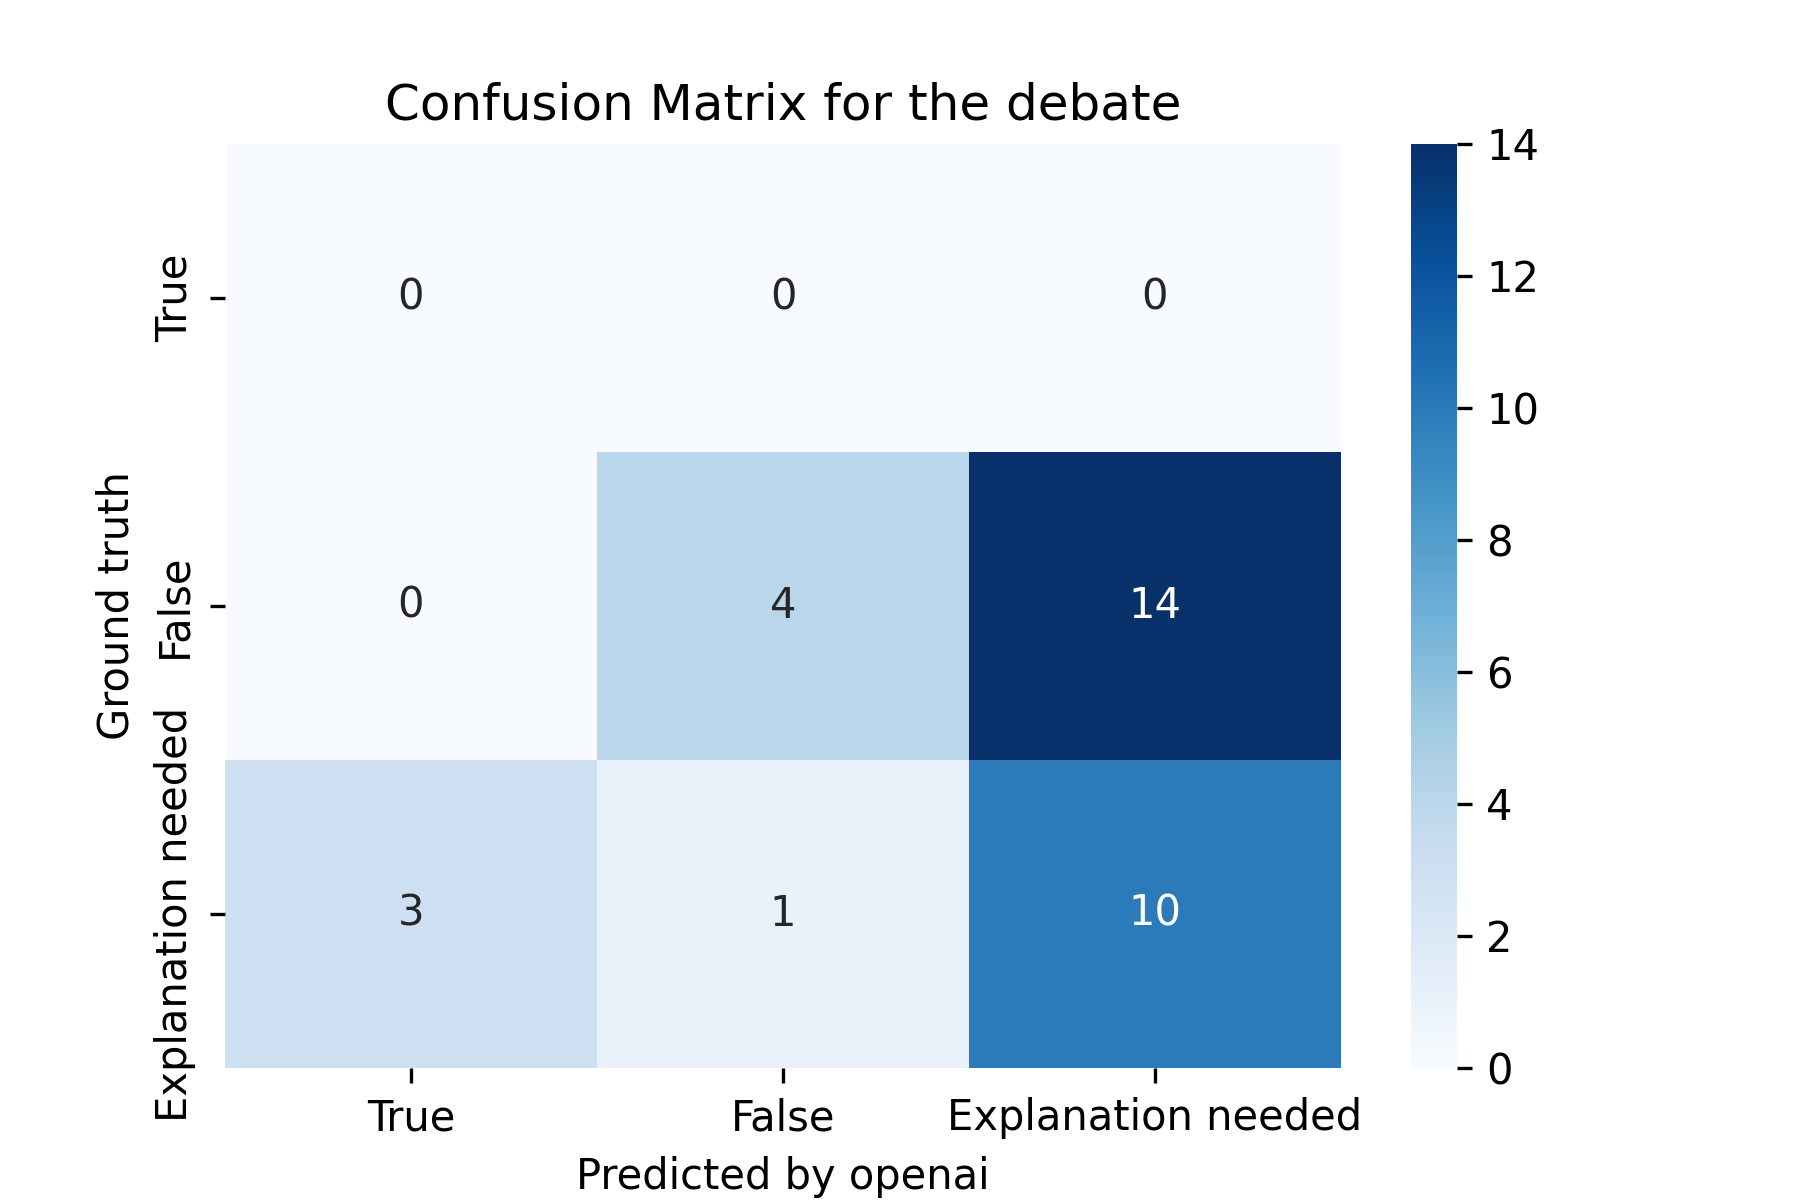 Confusion Matrix for the debate
Ground truth
True
0 0 0
False
0 4 14
Explanation needed
3 1 10
True False Explanation needed
Predicted by openai
14
12
10
8
6
4
2
0